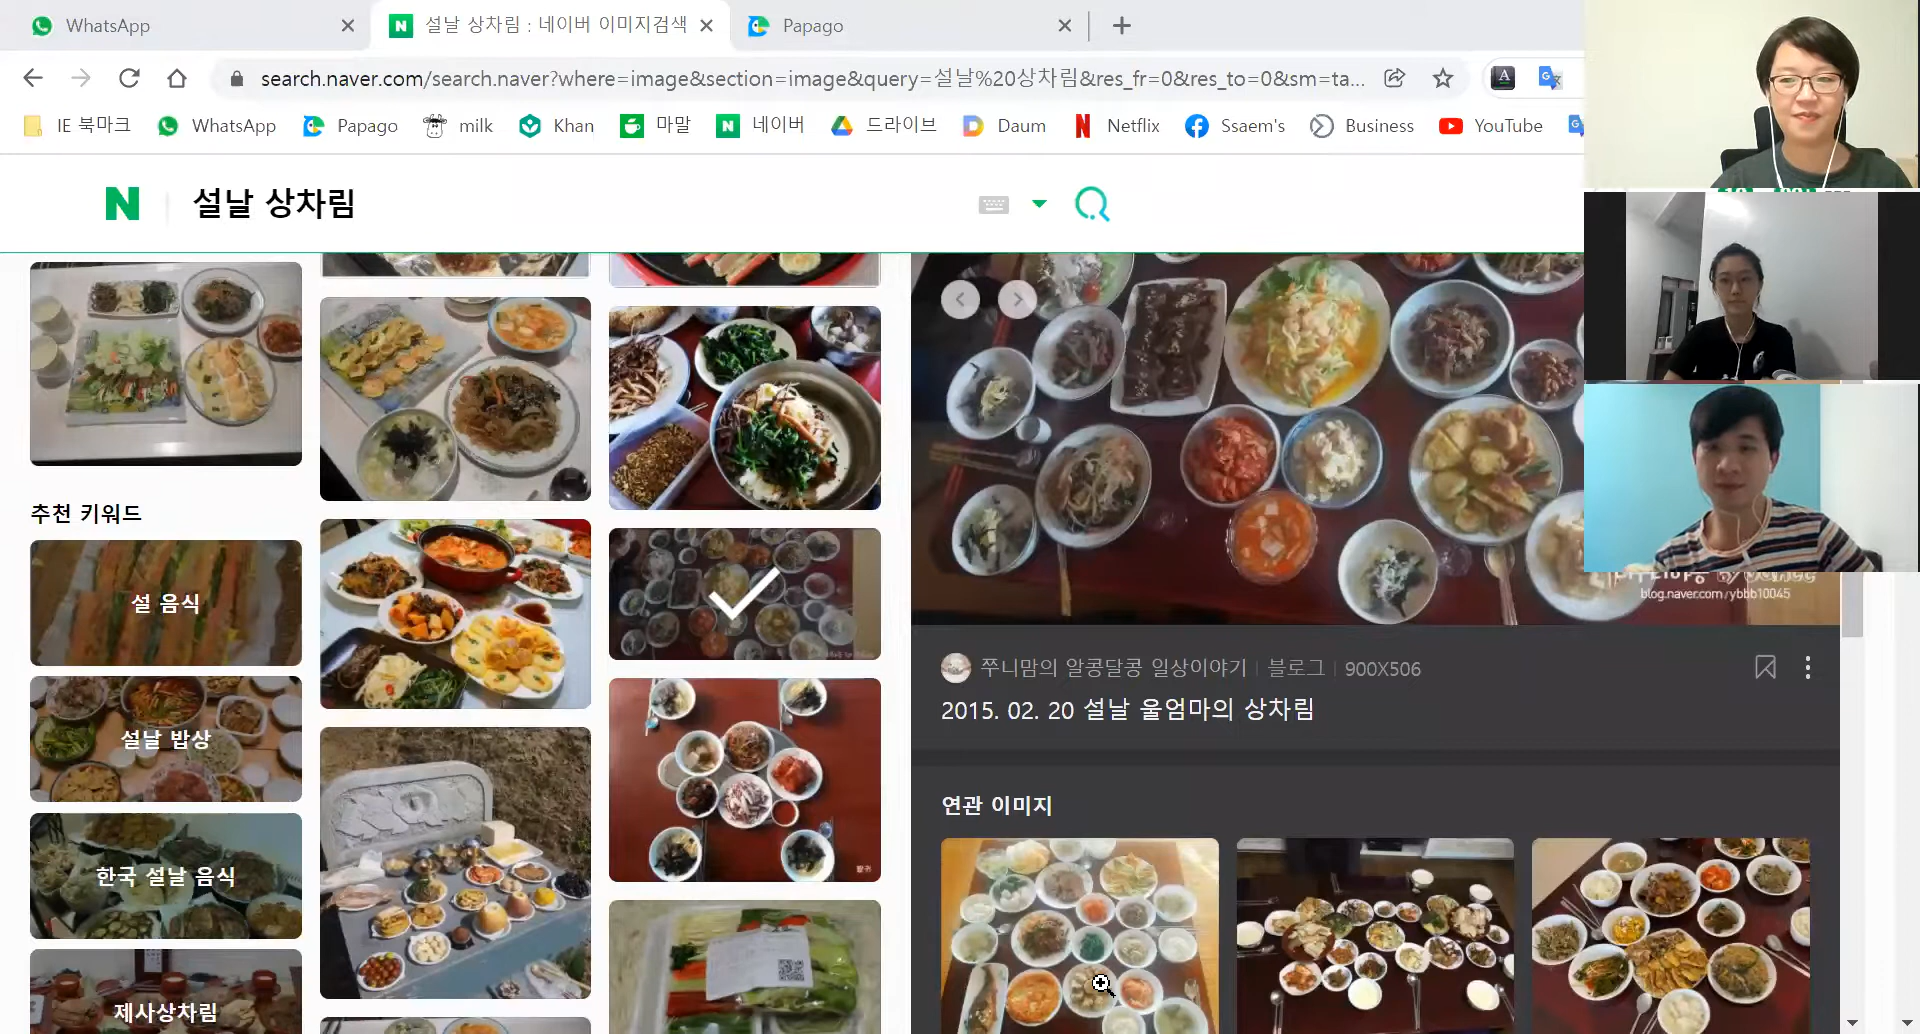 WhatsApp
설날 상차림 : 네이버 이미지검색
Papago
search.naver.com/search.naver?where=image&section=image&query=설날%20상차림&res_fr=0&res_to=0&sm=ta...
IE 북마크
WhatsApp
Papago
milk
Khan
마말
네이버
드라이브
Daum
Netflix
Ssaem's
Business
YouTube
N
설날 상차림
추천 키워드
설 음식
설날 밥상
한국 설날 음식
제사상차림
blog.naver.com/ybbb10045
쭈니맘의 알콩달콩 일상이야기 | 블로그 | 900X506
2015. 02. 20 설날 울엄마의 상차림
연관 이미지